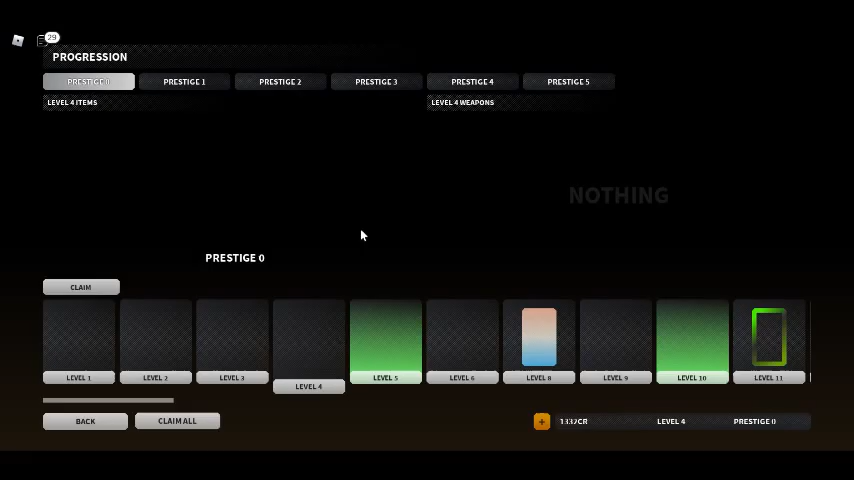 29
PROGRESSION
PRESTIGE 0 PRESTIGE 1 PRESTIGE 2 PRESTIGE 3 PRESTIGE 4 PRESTIGE 5
LEVEL 4 ITEMS LEVEL 4 WEAPONS
NOTHING
PRESTIGE 0
CLAIM
LEVEL 1 LEVEL 2 LEVEL 3 LEVEL 4 LEVEL 5 LEVEL 6 LEVEL 8 LEVEL 9 LEVEL 10 LEVEL 11
BACK CLAIM ALL + 1332CR LEVEL 4 PRESTIGE 0